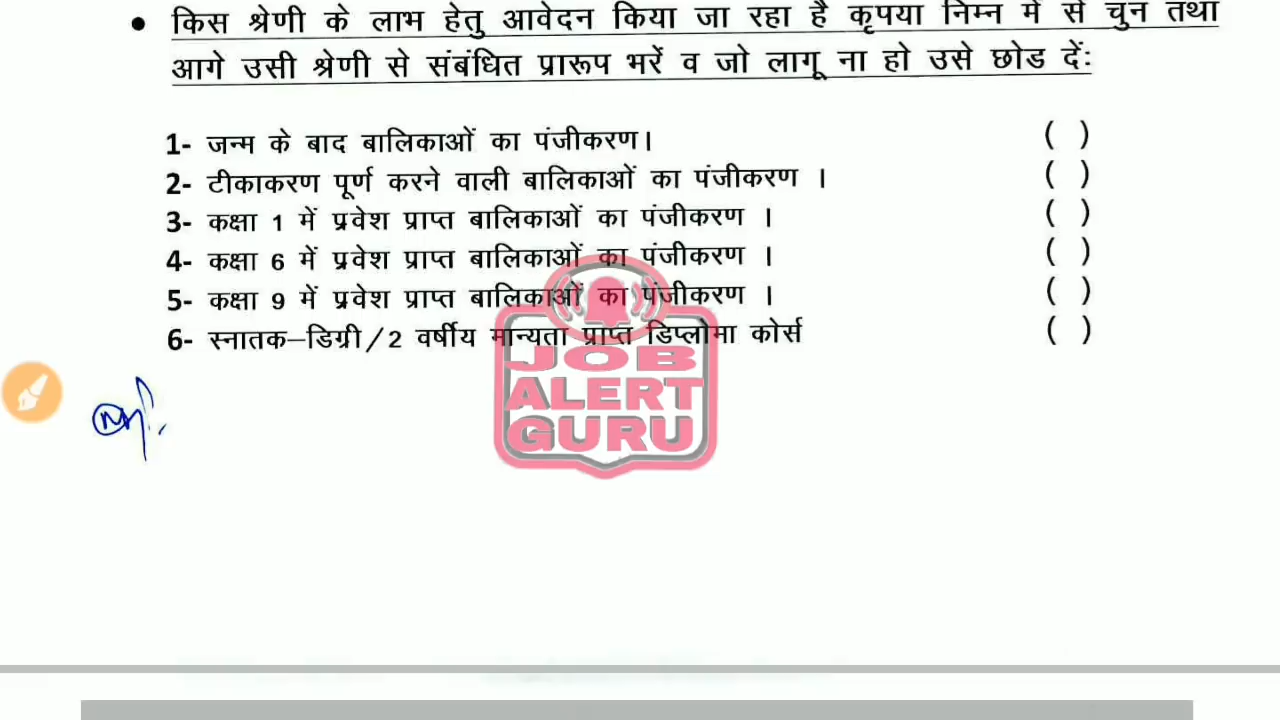 • किस श्रेणी के लाभ हेतु आवेदन किया जा रहा है कृपया निम्न में से चुन तथा
आगे उसी श्रेणी से संबंधित प्रारूप भरें व जो लागू ना हो उसे छोड दें:
1- जन्म के बाद बालिकाओं का पंजीकरण। ( )
2- टीकाकरण पूर्ण करने वाली बालिकाओं का पंजीकरण । ( )
3- कक्षा 1 में प्रवेश प्राप्त बालिकाओं का पंजीकरण । ( )
4- कक्षा 6 में प्रवेश प्राप्त बालिकाओं का पंजीकरण । ( )
5- कक्षा 9 में प्रवेश प्राप्त बालिकाओं का पंजीकरण । ( )
6- स्नातक–डिग्री/2 वर्षीय मान्यता प्राप्त डिप्लोमा कोर्स ( )
JOB
ALERT
GURU